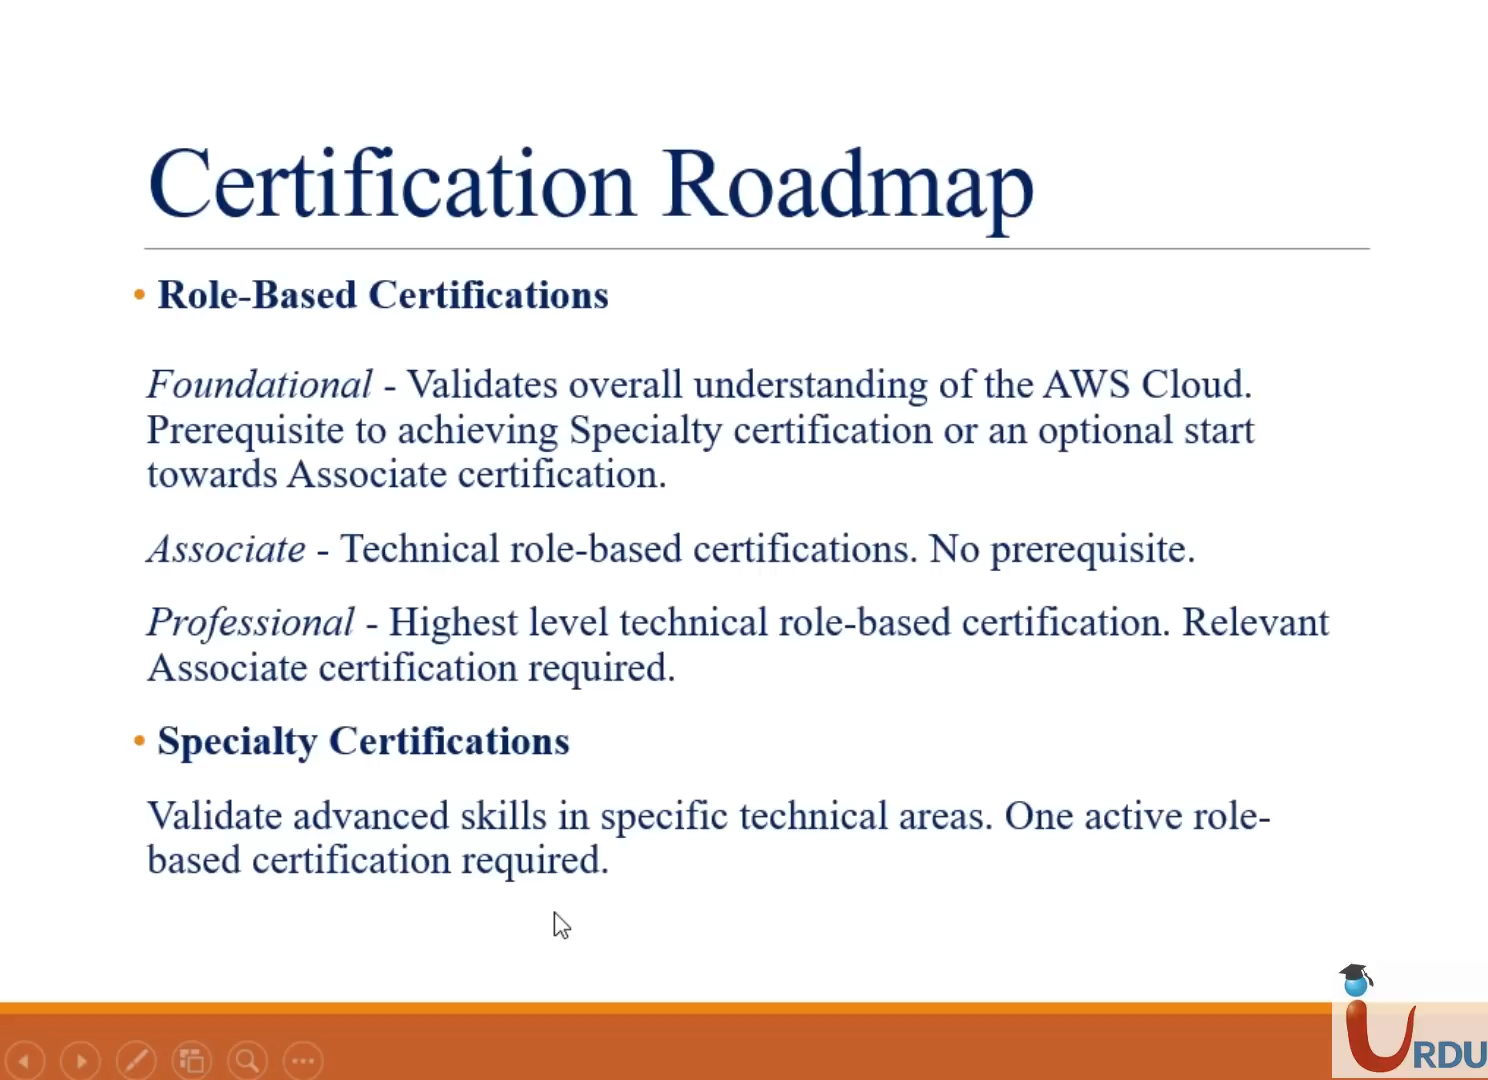 Certification Roadmap
• Role-Based Certifications
Foundational - Validates overall understanding of the AWS Cloud.
Prerequisite to achieving Specialty certification or an optional start
towards Associate certification.
Associate - Technical role-based certifications. No prerequisite.
Professional - Highest level technical role-based certification. Relevant
Associate certification required.
• Specialty Certifications
Validate advanced skills in specific technical areas. One active role-
based certification required.
URDU